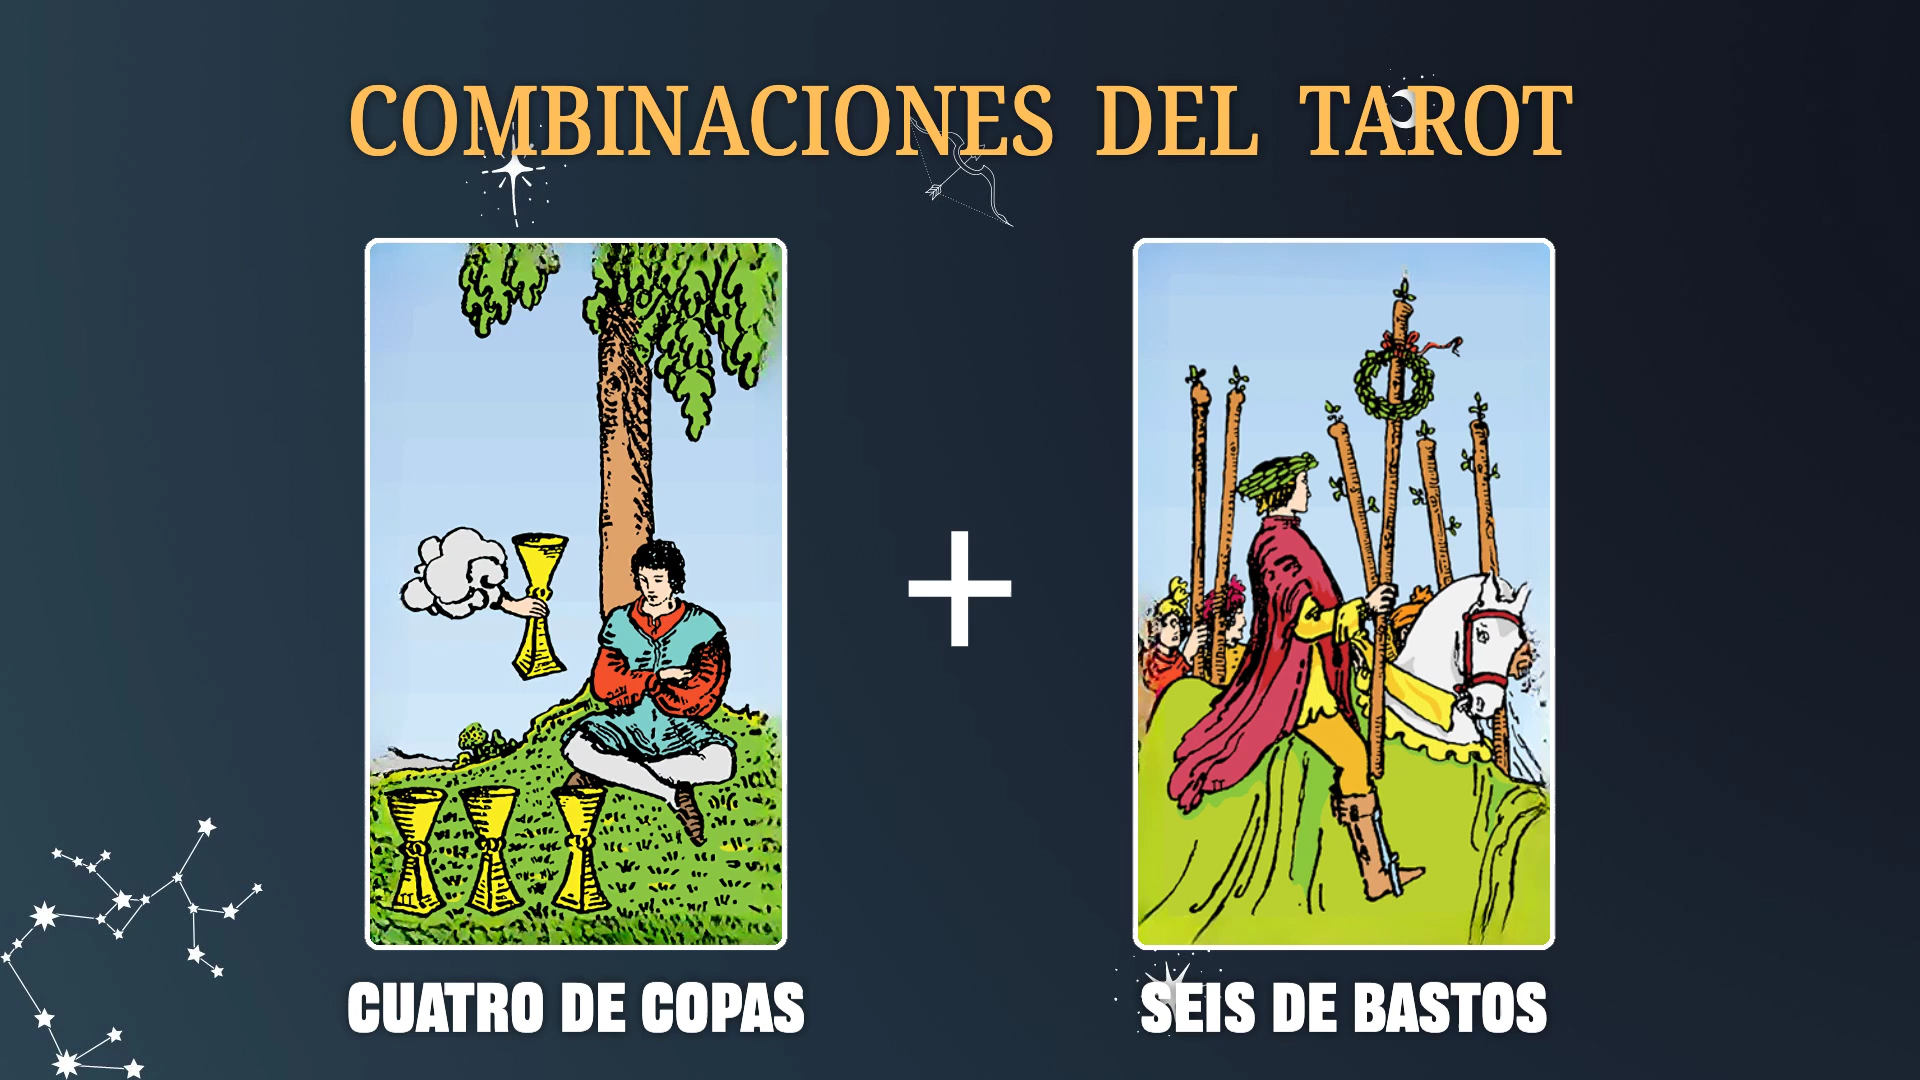 COMBINACIONES DEL TAROT
+
CUATRO DE COPAS
SEIS DE BASTOS